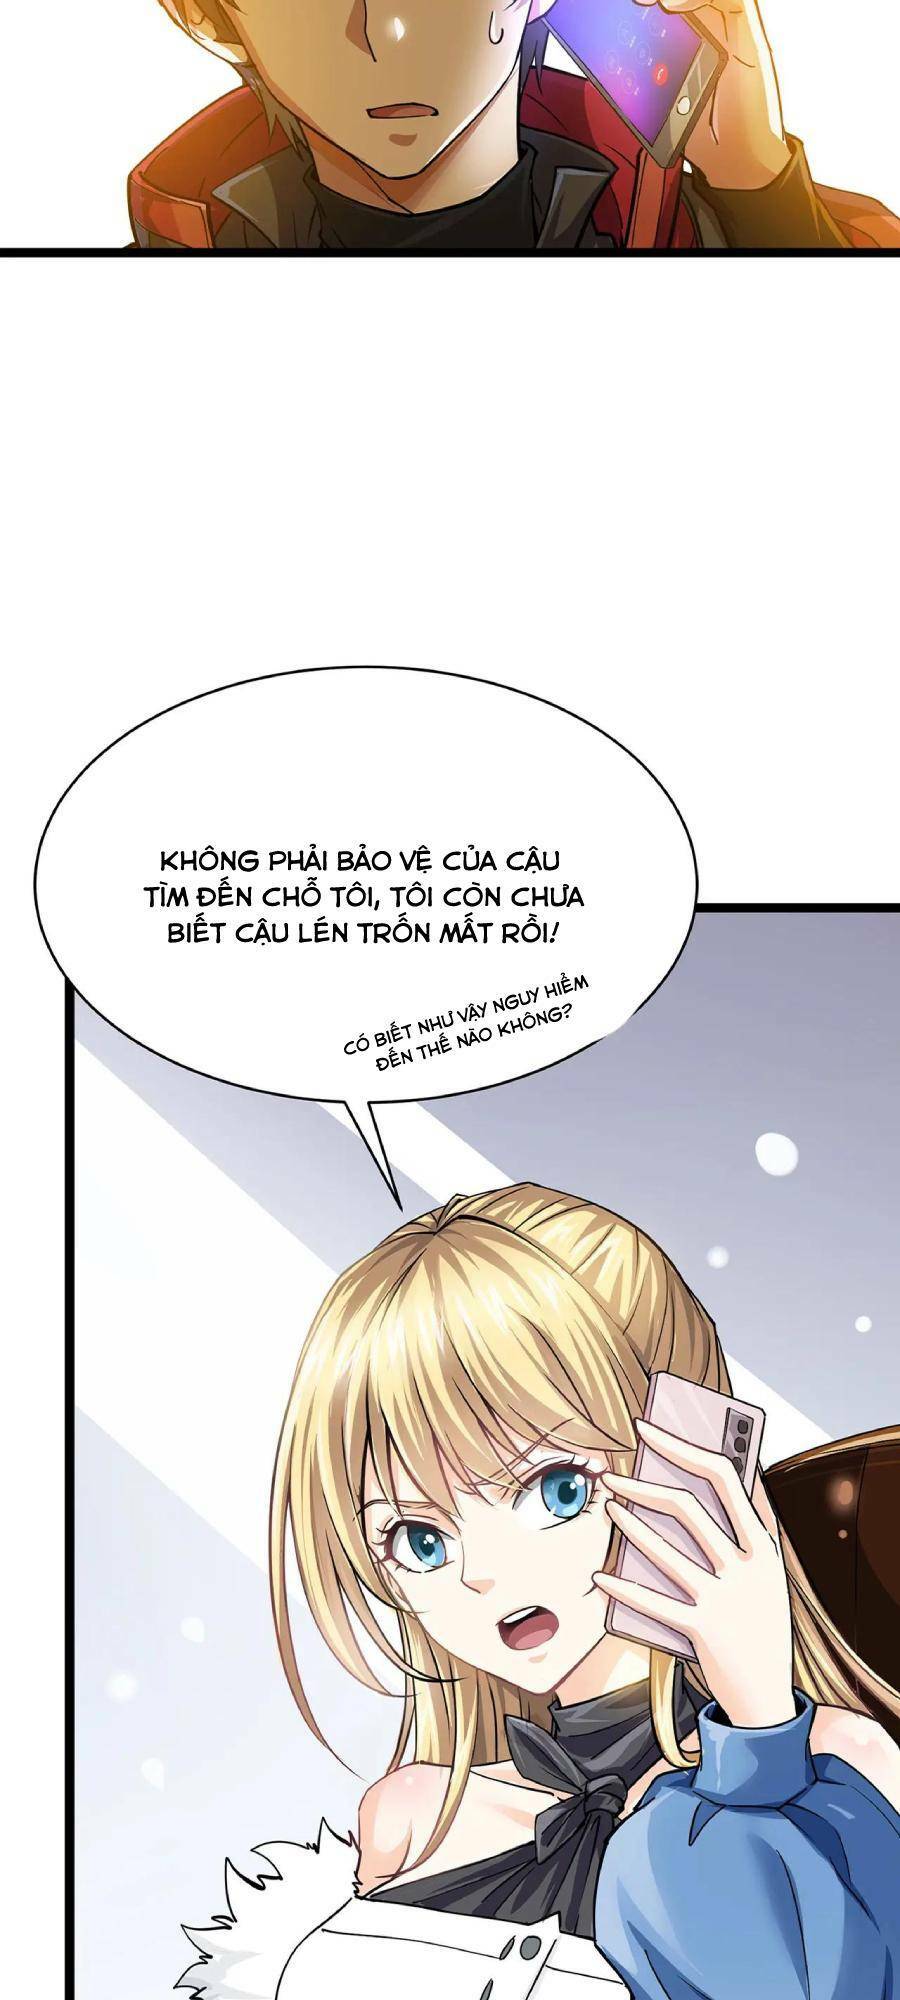 KHÔNG PHẢI BẢO VỆ CỦA CẬU
TÌM ĐẾN CHỖ TÔI, TÔI CÒN CHƯA
BIẾT CẬU LÉN TRỐN MẤT RỒI!
CÓ BIẾT NHƯ VẬY NGUY HIỂM
ĐẾN THẾ NÀO KHÔNG?